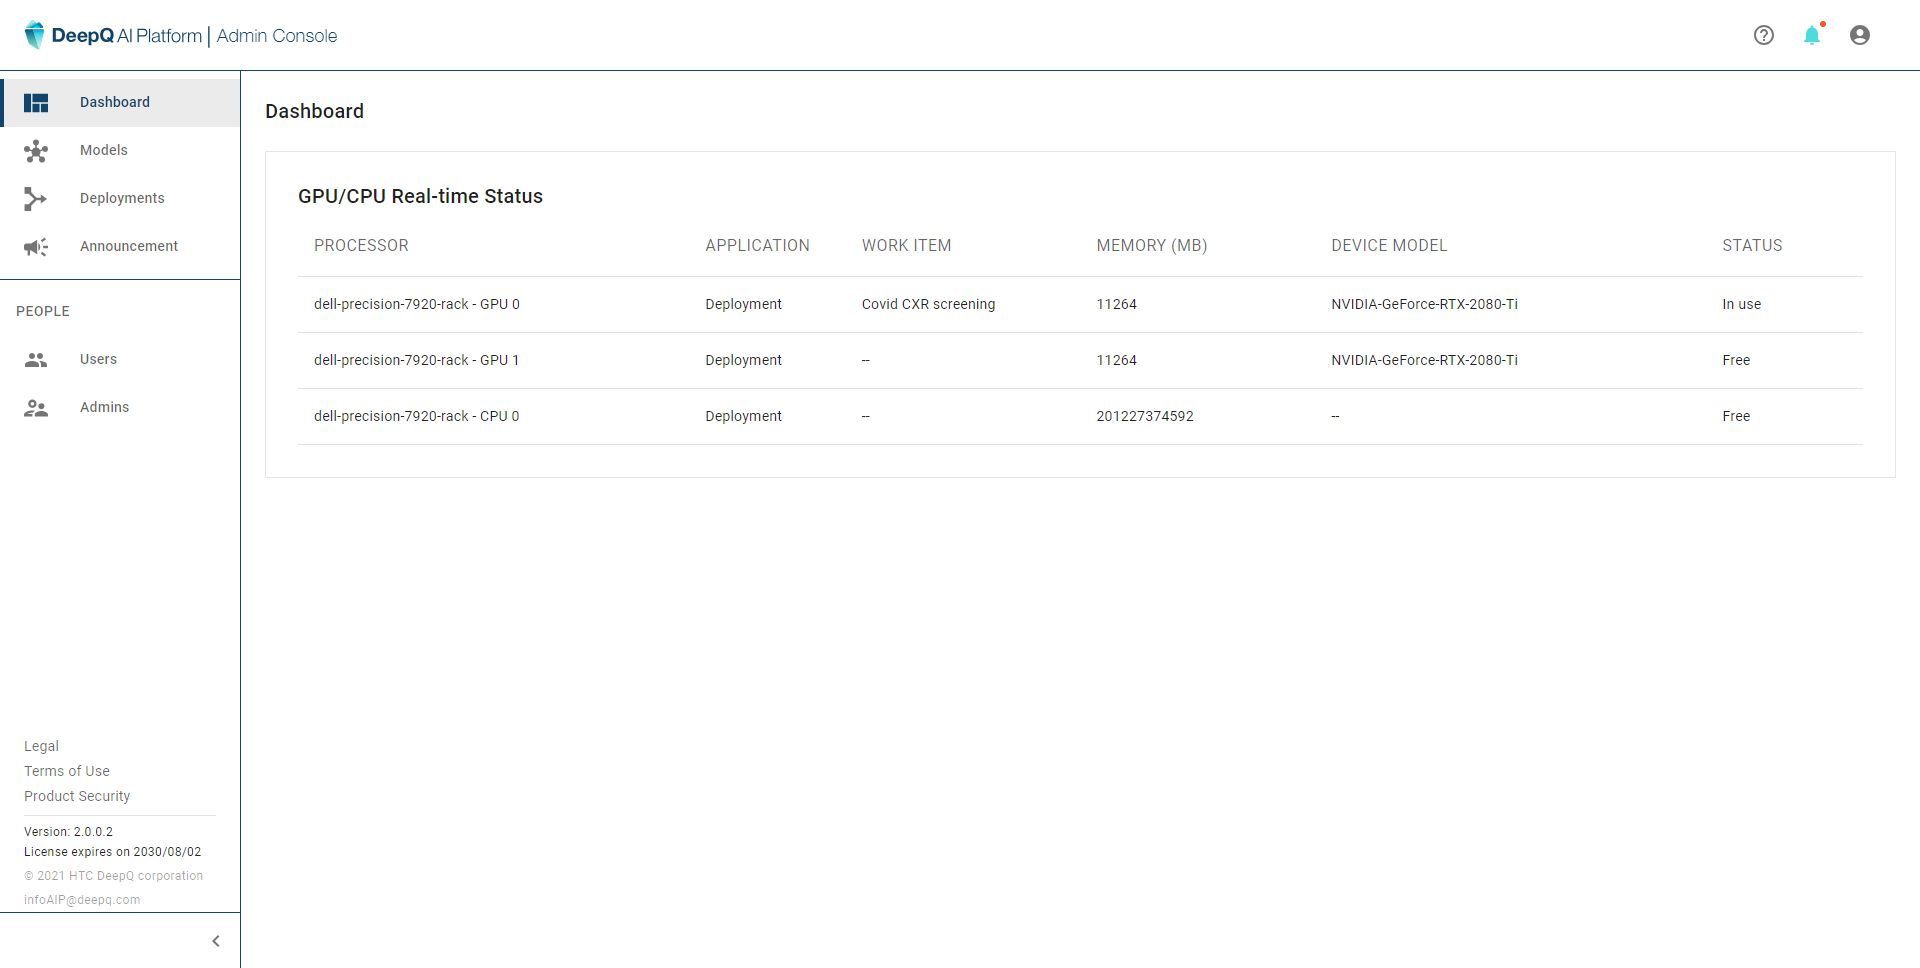 DeepQ AI Platform | Admin Console
Dashboard
Models
Deployments
Announcement
PEOPLE
Users
Admins
Legal
Terms of Use
Product Security
Version: 2.0.0.2
License expires on 2030/08/02
© 2021 HTC DeepQ corporation
infoAIP@deepq.com
Dashboard
GPU/CPU Real-time Status
PROCESSOR APPLICATION WORK ITEM MEMORY (MB) DEVICE MODEL STATUS
dell-precision-7920-rack - GPU 0 Deployment Covid CXR screening 11264 NVIDIA-GeForce-RTX-2080-Ti In use
dell-precision-7920-rack - GPU 1 Deployment -- 11264 NVIDIA-GeForce-RTX-2080-Ti Free
dell-precision-7920-rack - CPU 0 Deployment -- 201227374592 -- Free